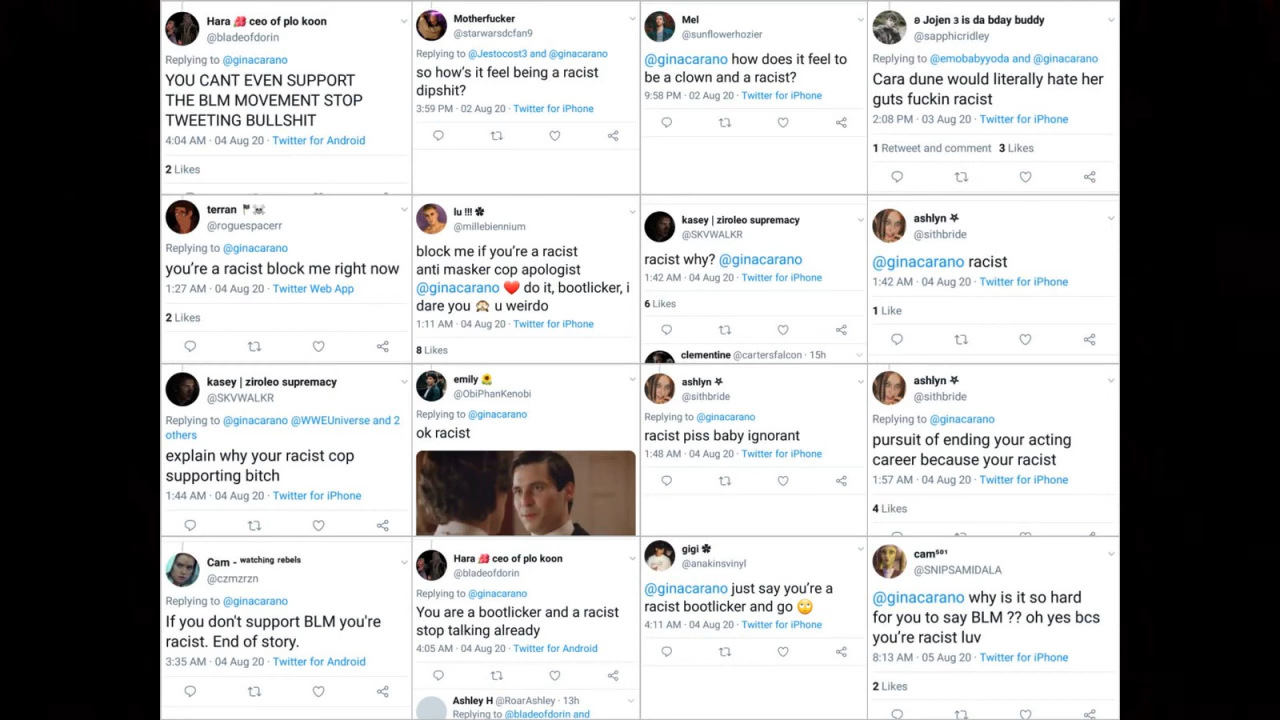 Hara 🌺 ceo of plo koon
@bladeofdorin
Replying to @ginacarano
YOU CANT EVEN SUPPORT
THE BLM MOVEMENT STOP
TWEETING BULLSHIT
4:04 AM · 04 Aug 20 · Twitter for Android
2 Likes
Motherfucker
@starwarsdcfan9
Replying to @Jestocost3 and @ginacarano
so how's it feel being a racist
dipshit?
3:59 PM · 02 Aug 20 · Twitter for iPhone
Mel
@sunflowerhozier
@ginacarano how does it feel to
be a clown and a racist?
9:58 PM · 02 Aug 20 · Twitter for iPhone
ʚ Jojen ɜ is da bday buddy
@sapphicridley
Replying to @emobabyyoda and @ginacarano
Cara dune would literally hate her
guts fuckin racist
2:08 PM · 03 Aug 20 · Twitter for iPhone
1 Retweet and comment 3 Likes
terran 🏴☠
@roguespacerr
Replying to @ginacarano
you're a racist block me right now
1:27 AM · 04 Aug 20 · Twitter Web App
2 Likes
lu !!! ✿
@millebiennium
block me if you're a racist
anti masker cop apologist
@ginacarano ❤️ do it, bootlicker, i
dare you 🙈 u weirdo
1:11 AM · 04 Aug 20 · Twitter for iPhone
8 Likes
kasey | ziroleo supremacy
@SKVWALKR
racist why? @ginacarano
1:42 AM · 04 Aug 20 · Twitter for iPhone
6 Likes
clementine @cartersfalcon · 15h
ashlyn ⛧
@sithbride
@ginacarano racist
1:42 AM · 04 Aug 20 · Twitter for iPhone
1 Like
kasey | ziroleo supremacy
@SKVWALKR
Replying to @ginacarano @WWEUniverse and 2
others
explain why your racist cop
supporting bitch
1:44 AM · 04 Aug 20 · Twitter for iPhone
emily 🌻
@ObiPhanKenobi
Replying to @ginacarano
ok racist
ashlyn ⛧
@sithbride
Replying to @ginacarano
racist piss baby ignorant
1:48 AM · 04 Aug 20 · Twitter for iPhone
ashlyn ⛧
@sithbride
Replying to @ginacarano
pursuit of ending your acting
career because your racist
1:57 AM · 04 Aug 20 · Twitter for iPhone
4 Likes
Cam - ʷᵃᵗᶜʰⁱⁿᵍ ʳᵉᵇᵉˡˢ
@czmzrzn
Replying to @ginacarano
If you don't support BLM you're
racist. End of story.
3:35 AM · 04 Aug 20 · Twitter for Android
Hara 🌺 ceo of plo koon
@bladeofdorin
Replying to @ginacarano
You are a bootlicker and a racist
stop talking already
4:05 AM · 04 Aug 20 · Twitter for Android
Ashley H @RoarAshley · 13h
Replying to @bladeofdorin and
gigi ✿
@anakinsvinyl
@ginacarano just say you're a
racist bootlicker and go 🙄
4:11 AM · 04 Aug 20 · Twitter for iPhone
cam⁵⁰¹
@SNIPSAMIDALA
@ginacarano why is it so hard
for you to say BLM ?? oh yes bcs
you're racist luv
8:13 AM · 05 Aug 20 · Twitter for iPhone
2 Likes